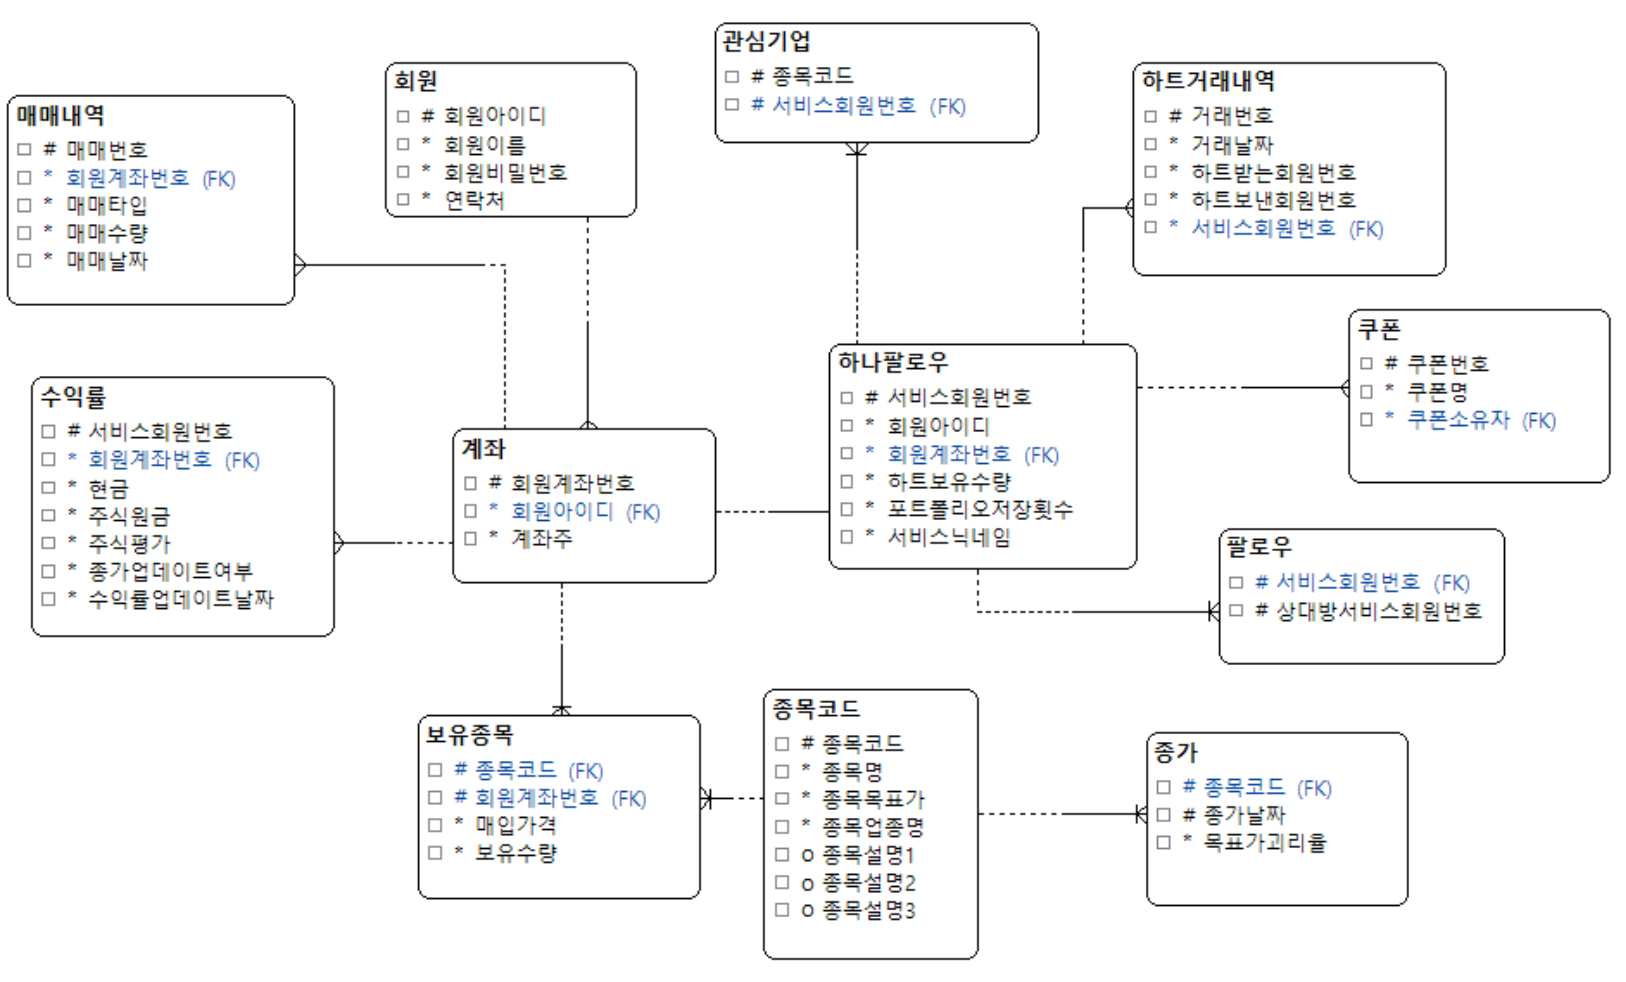 관심기업
# 종목코드
# 서비스회원번호 (FK)
회원
# 회원아이디
* 회원이름
* 회원비밀번호
* 연락처
하트거래내역
# 거래번호
* 거래날짜
* 하트받는회원번호
* 하트보낸회원번호
* 서비스회원번호 (FK)
매매내역
# 매매번호
* 회원계좌번호 (FK)
* 매매타입
* 매매수량
* 매매날짜
쿠폰
# 쿠폰번호
* 쿠폰명
* 쿠폰소유자 (FK)
하나팔로우
# 서비스회원번호
* 회원아이디
* 회원계좌번호 (FK)
* 하트보유수량
* 포트폴리오저장횟수
* 서비스닉네임
수익률
# 서비스회원번호
* 회원계좌번호 (FK)
* 현금
* 주식원금
* 주식평가
* 종가업데이트여부
* 수익률업데이트날짜
계좌
# 회원계좌번호
* 회원아이디 (FK)
* 계좌주
팔로우
# 서비스회원번호 (FK)
# 상대방서비스회원번호
보유종목
# 종목코드 (FK)
# 회원계좌번호 (FK)
* 매입가격
* 보유수량
종목코드
# 종목코드
* 종목명
* 종목목표가
* 종목업종명
o 종목설명1
o 종목설명2
o 종목설명3
종가
# 종목코드 (FK)
# 종가날짜
* 목표가괴리율